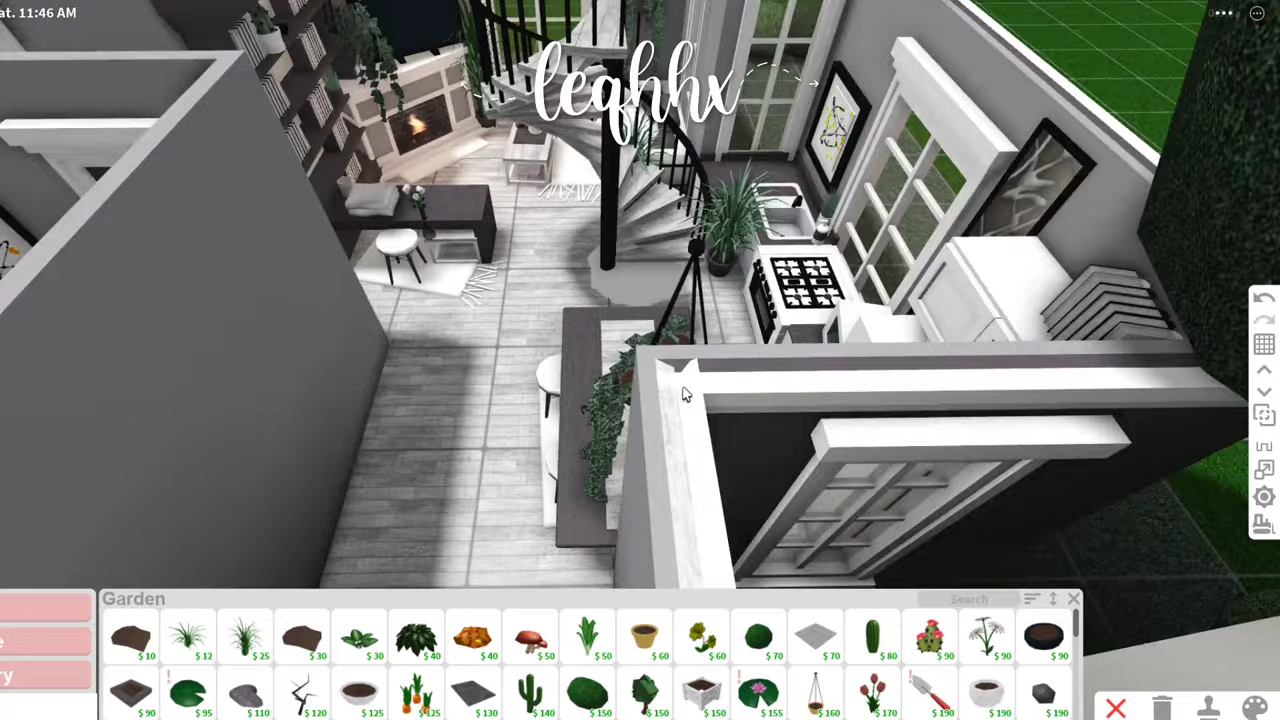 at. 11:46 AM
leahhx
Garden
Search
$10 $12 $25 $30 $30 $40 $40 $50 $50 $60 $60 $70 $70 $80 $90 $90 $90
e
ry
$90 $95 $110 $120 $125 $125 $130 $140 $150 $150 $150 $155 $160 $170 $190 $190 $190